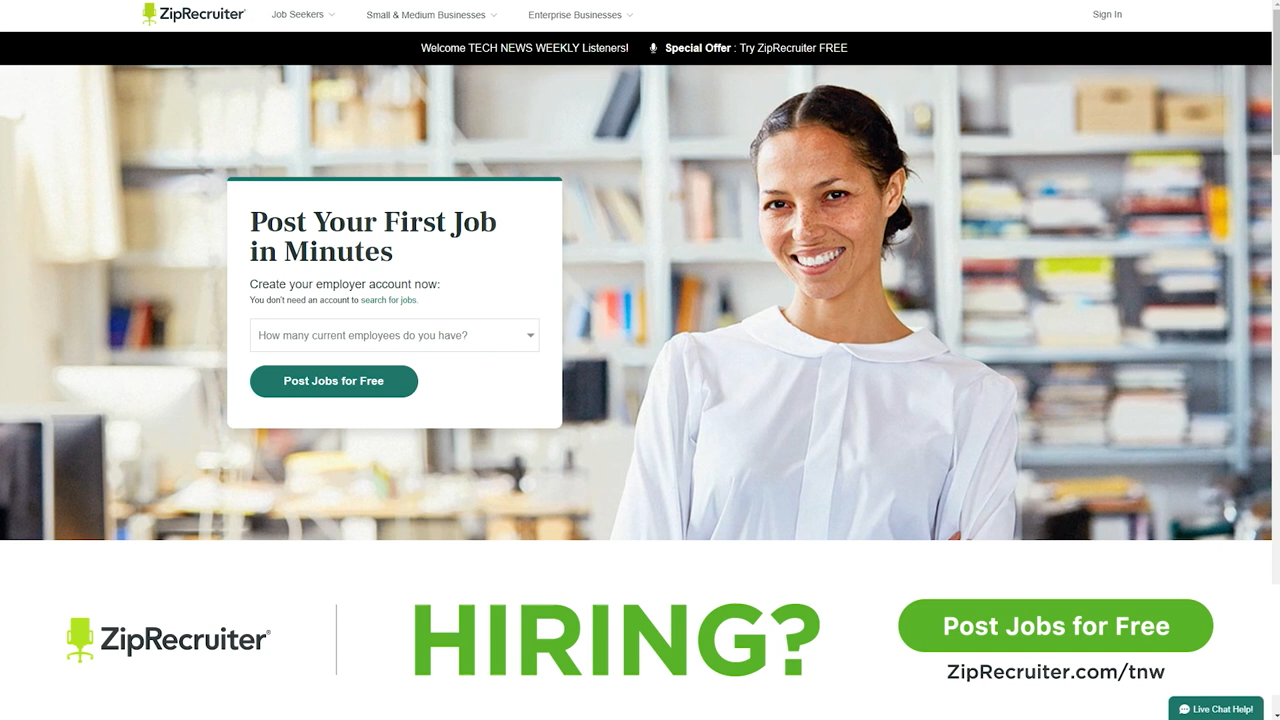 ZipRecruiter
Job Seekers
Small & Medium Businesses
Enterprise Businesses
Sign In
Welcome TECH NEWS WEEKLY Listeners!
Special Offer : Try ZipRecruiter FREE
Post Your First Job
in Minutes
Create your employer account now:
You don't need an account to search for jobs.
How many current employees do you have?
Post Jobs for Free
ZipRecruiter®
HIRING?
Post Jobs for Free
ZipRecruiter.com/tnw
Live Chat Help!